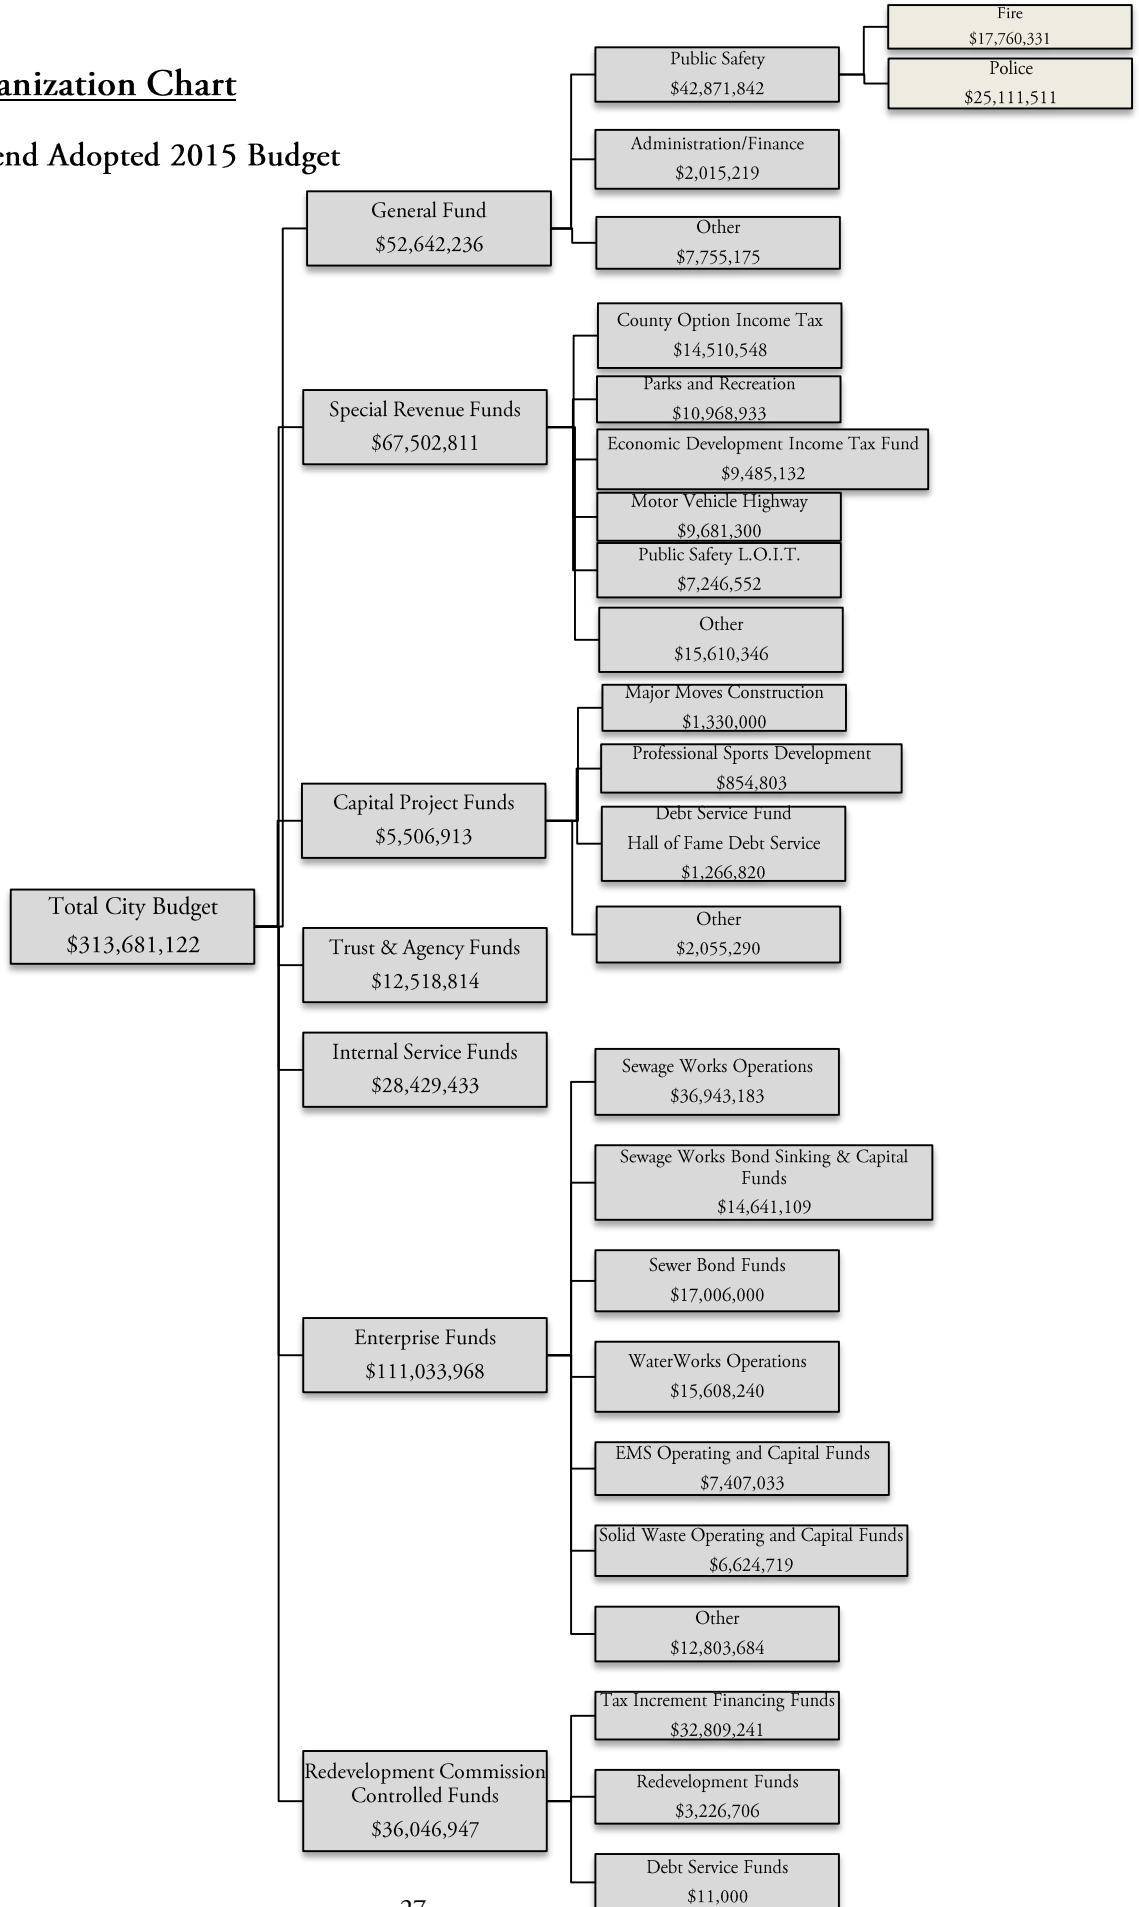 anization Chart
end Adopted 2015 Budget
Total City Budget
$313,681,122
General Fund
$52,642,236
Public Safety
$42,871,842
Fire
$17,760,331
Police
$25,111,511
Administration/Finance
$2,015,219
Other
$7,755,175
Special Revenue Funds
$67,502,811
County Option Income Tax
$14,510,548
Parks and Recreation
$10,968,933
Economic Development Income Tax Fund
$9,485,132
Motor Vehicle Highway
$9,681,300
Public Safety L.O.I.T.
$7,246,552
Other
$15,610,346
Capital Project Funds
$5,506,913
Major Moves Construction
$1,330,000
Professional Sports Development
$854,803
Debt Service Fund
Hall of Fame Debt Service
$1,266,820
Other
$2,055,290
Trust & Agency Funds
$12,518,814
Internal Service Funds
$28,429,433
Enterprise Funds
$111,033,968
Sewage Works Operations
$36,943,183
Sewage Works Bond Sinking & Capital
Funds
$14,641,109
Sewer Bond Funds
$17,006,000
WaterWorks Operations
$15,608,240
EMS Operating and Capital Funds
$7,407,033
Solid Waste Operating and Capital Funds
$6,624,719
Other
$12,803,684
Redevelopment Commission
Controlled Funds
$36,046,947
Tax Increment Financing Funds
$32,809,241
Redevelopment Funds
$3,226,706
Debt Service Funds
$11,000
27